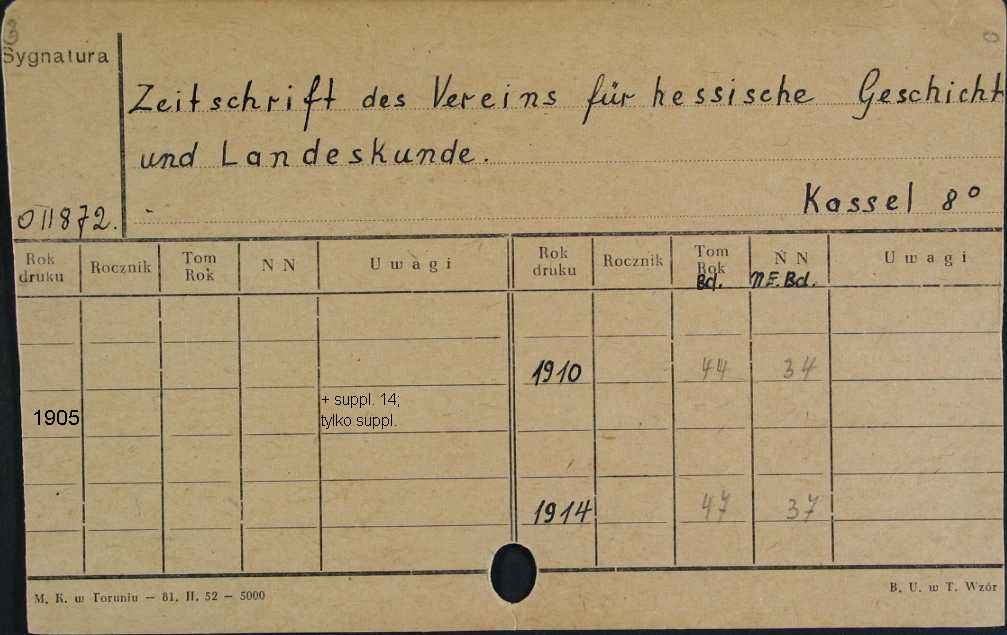 Sygnatura
Zeitschrift des Vereins für hessische Geschicht
und Landeskunde.
Kassel 8°
011872.
Rok druku Rocznik Tom Rok N N Uwagi Rok druku Rocznik Tom Rok N N Uwagi
Bd. N.F. Bd.
1910 44 34
+ suppl. 14;
1905 tylko suppl.
1914 47 37
M. K. w Toruniu — 81. II. 52 — 5000
B. U. w T. Wzór